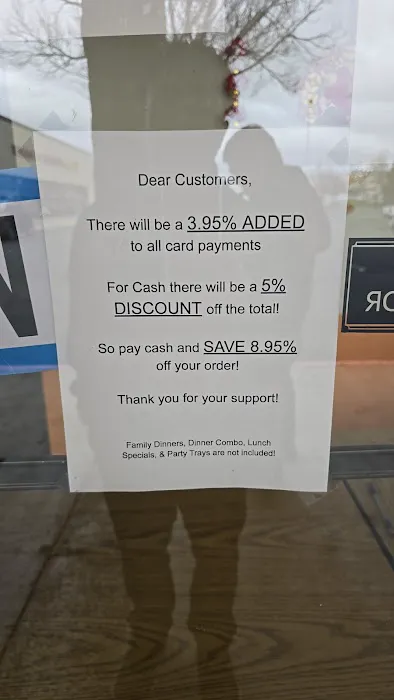 Dear Customers,
There will be a 3.95% ADDED
to all card payments
For Cash there will be a 5%
DISCOUNT off the total!
So pay cash and SAVE 8.95%
off your order!
Thank you for your support!
Family Dinners, Dinner Combo, Lunch
Specials, & Party Trays are not included!